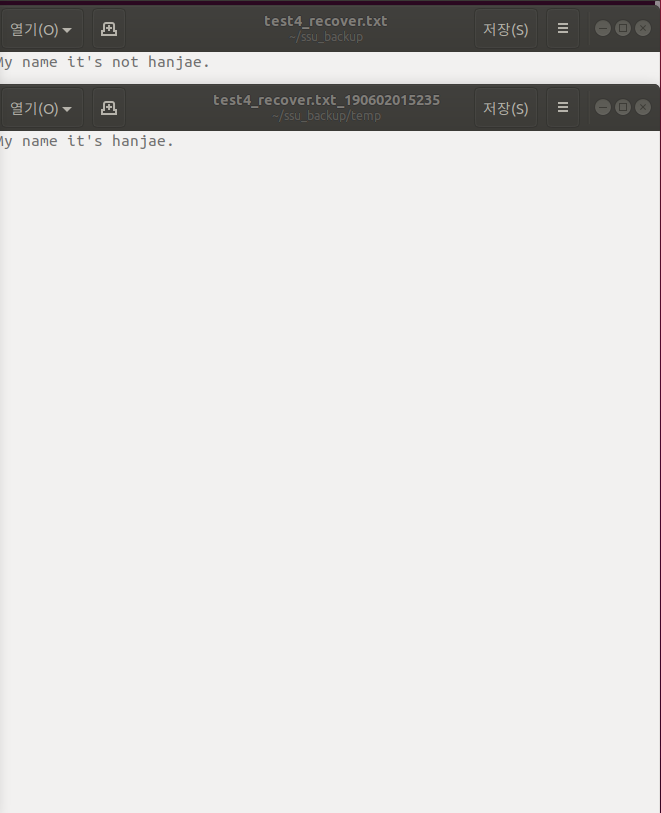 열기(O) test4_recover.txt 저장(S)
~/ssu_backup
My name it's not hanjae.
열기(O) test4_recover.txt_190602015235 저장(S)
~/ssu_backup/temp
My name it's hanjae.